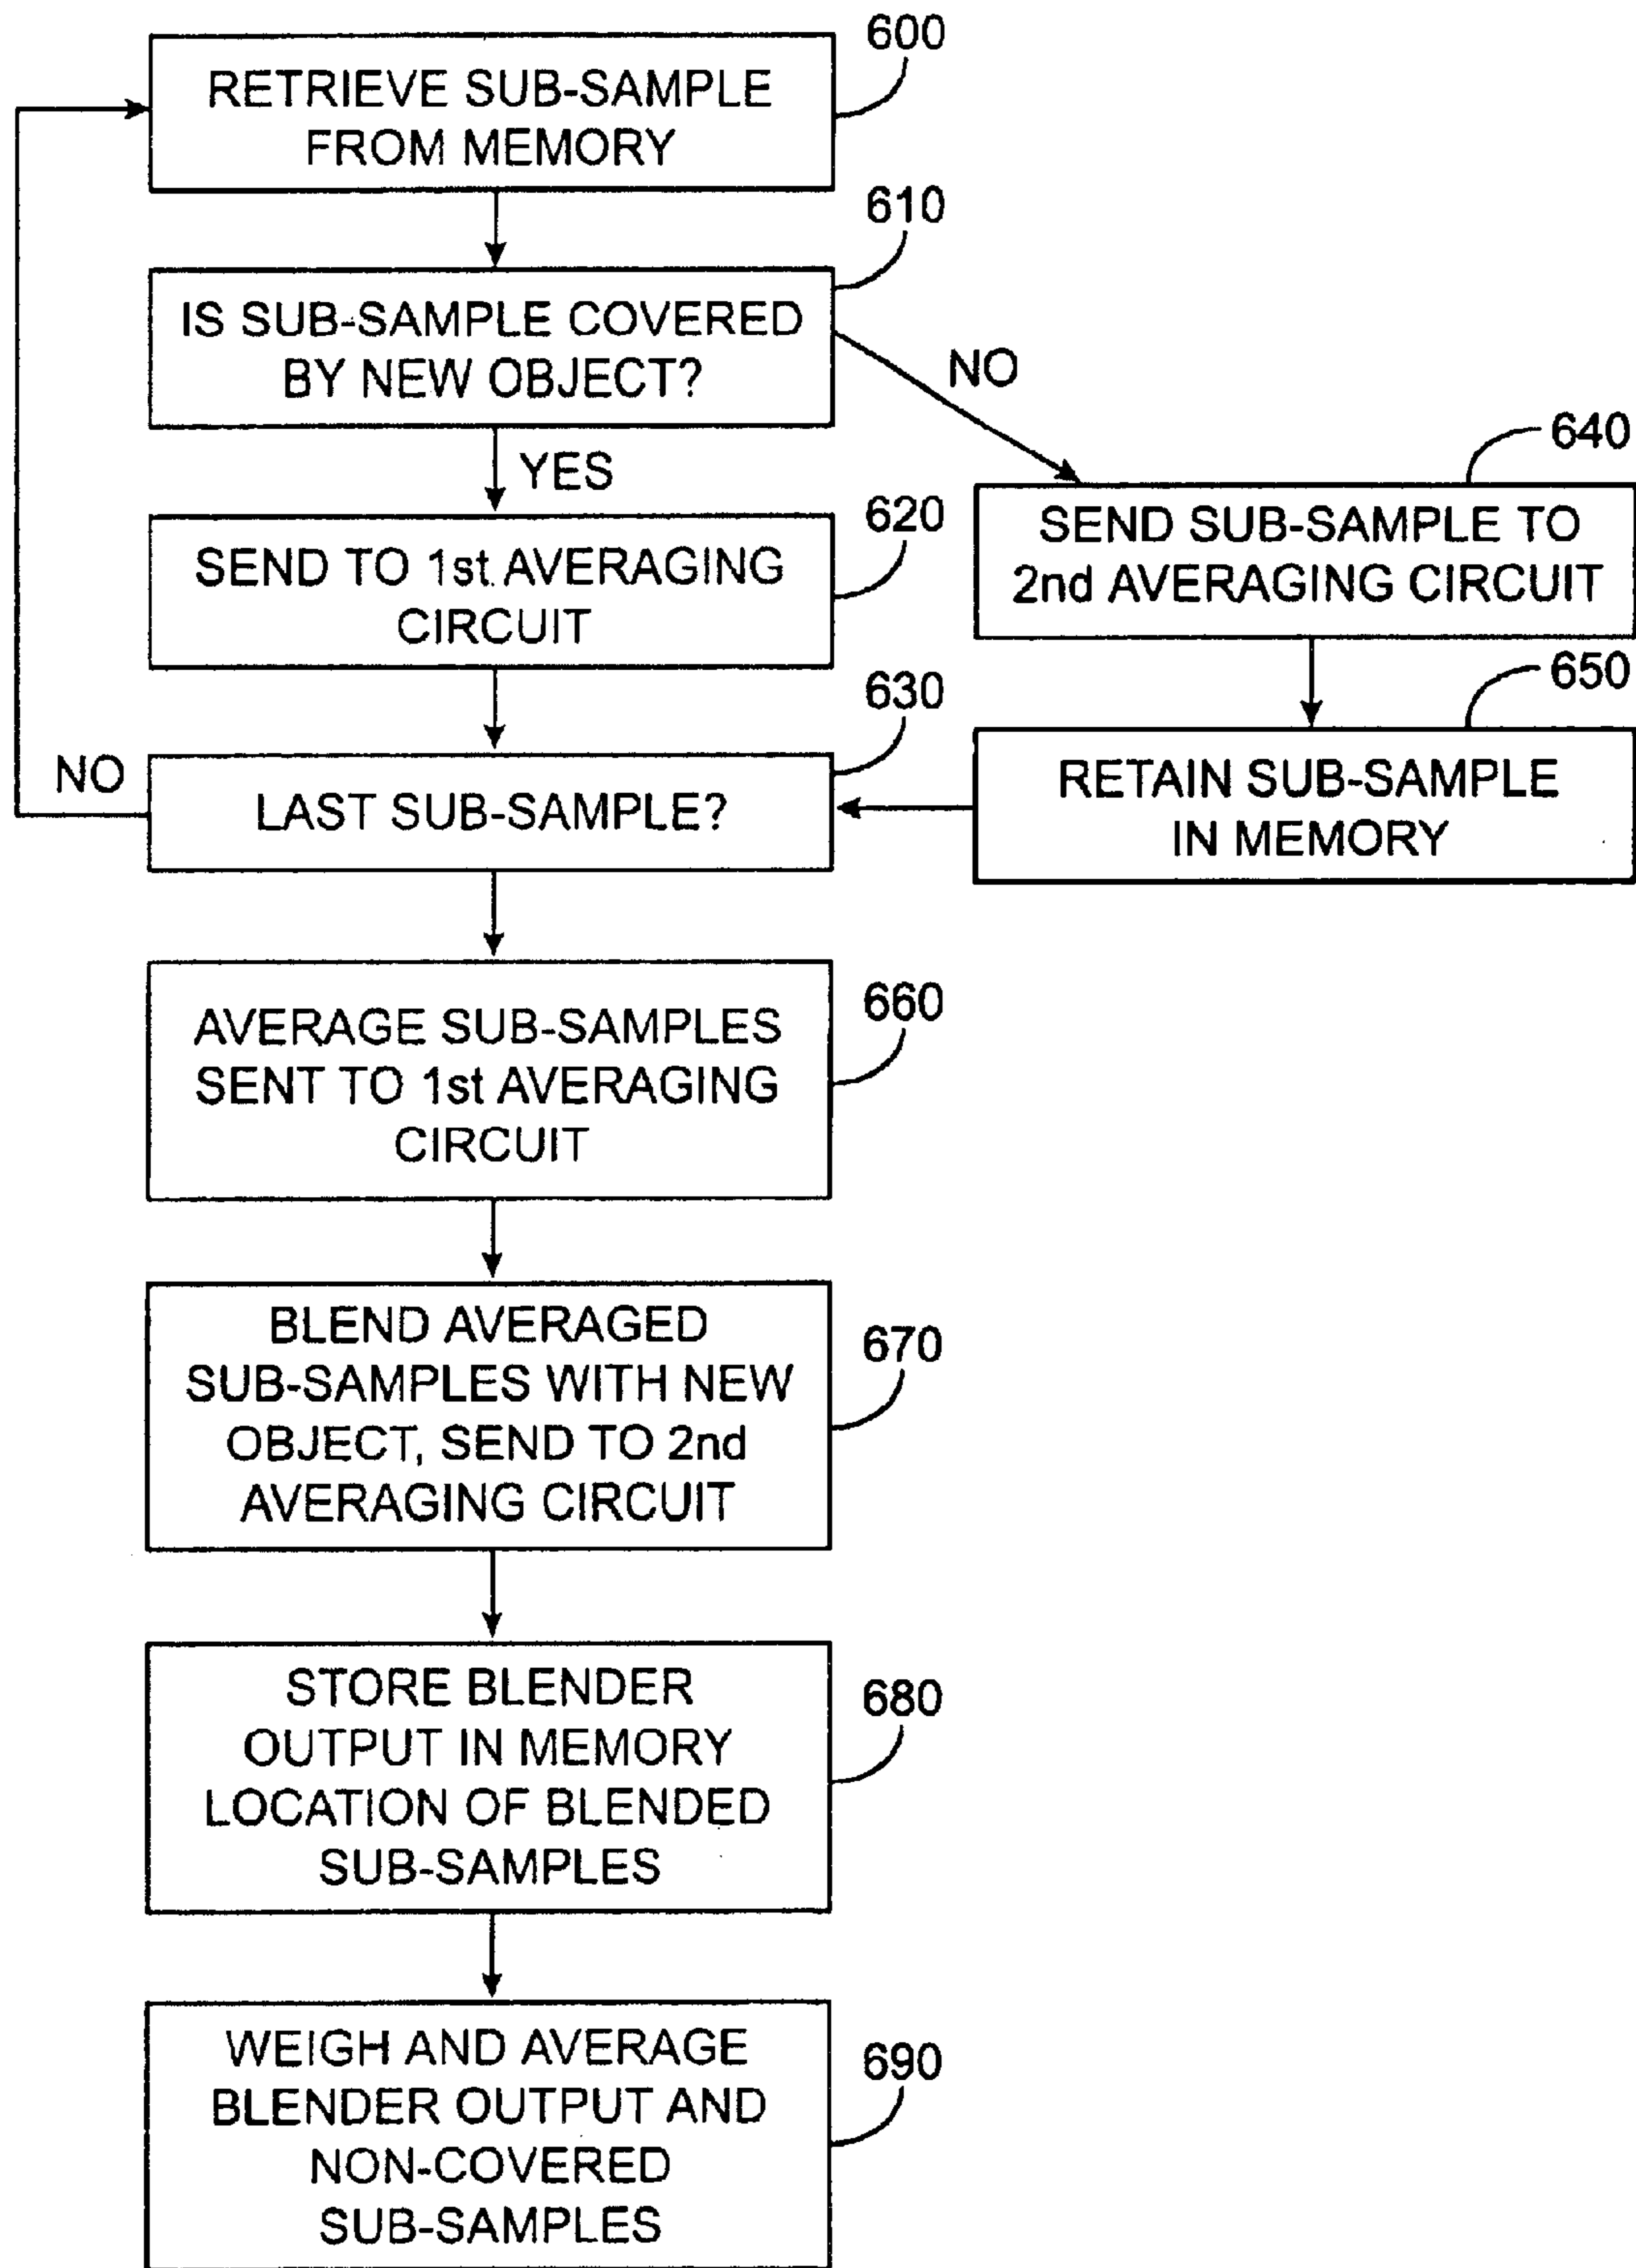 600
RETRIEVE SUB-SAMPLE
FROM MEMORY
610
IS SUB-SAMPLE COVERED
BY NEW OBJECT?
NO
YES
640
SEND SUB-SAMPLE TO
2nd AVERAGING CIRCUIT
620
SEND TO 1st AVERAGING
CIRCUIT
650
RETAIN SUB-SAMPLE
IN MEMORY
630
NO
LAST SUB-SAMPLE?
660
AVERAGE SUB-SAMPLES
SENT TO 1st AVERAGING
CIRCUIT
670
BLEND AVERAGED
SUB-SAMPLES WITH NEW
OBJECT, SEND TO 2nd
AVERAGING CIRCUIT
680
STORE BLENDER
OUTPUT IN MEMORY
LOCATION OF BLENDED
SUB-SAMPLES
690
WEIGH AND AVERAGE
BLENDER OUTPUT AND
NON-COVERED
SUB-SAMPLES